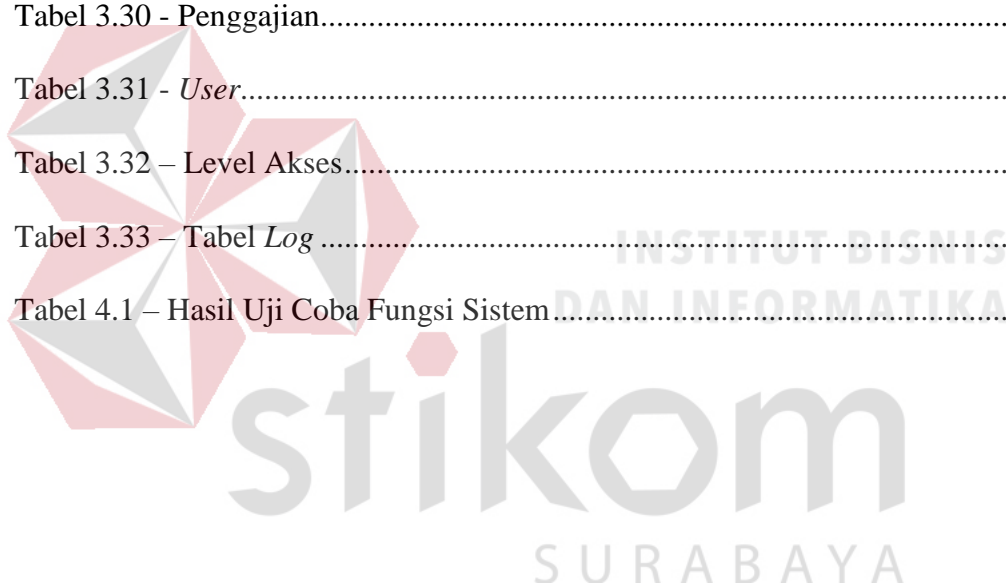 Tabel 3.30 - Penggajian..........................................................................................
Tabel 3.31 - User.....................................................................................................
Tabel 3.32 – Level Akses.......................................................................................
Tabel 3.33 – Tabel Log ..........................................................................................
INSTITUT BISNIS
Tabel 4.1 – Hasil Uji Coba Fungsi Sistem............................................................
DAN INFORMATIKA
stikom
SURABAYA